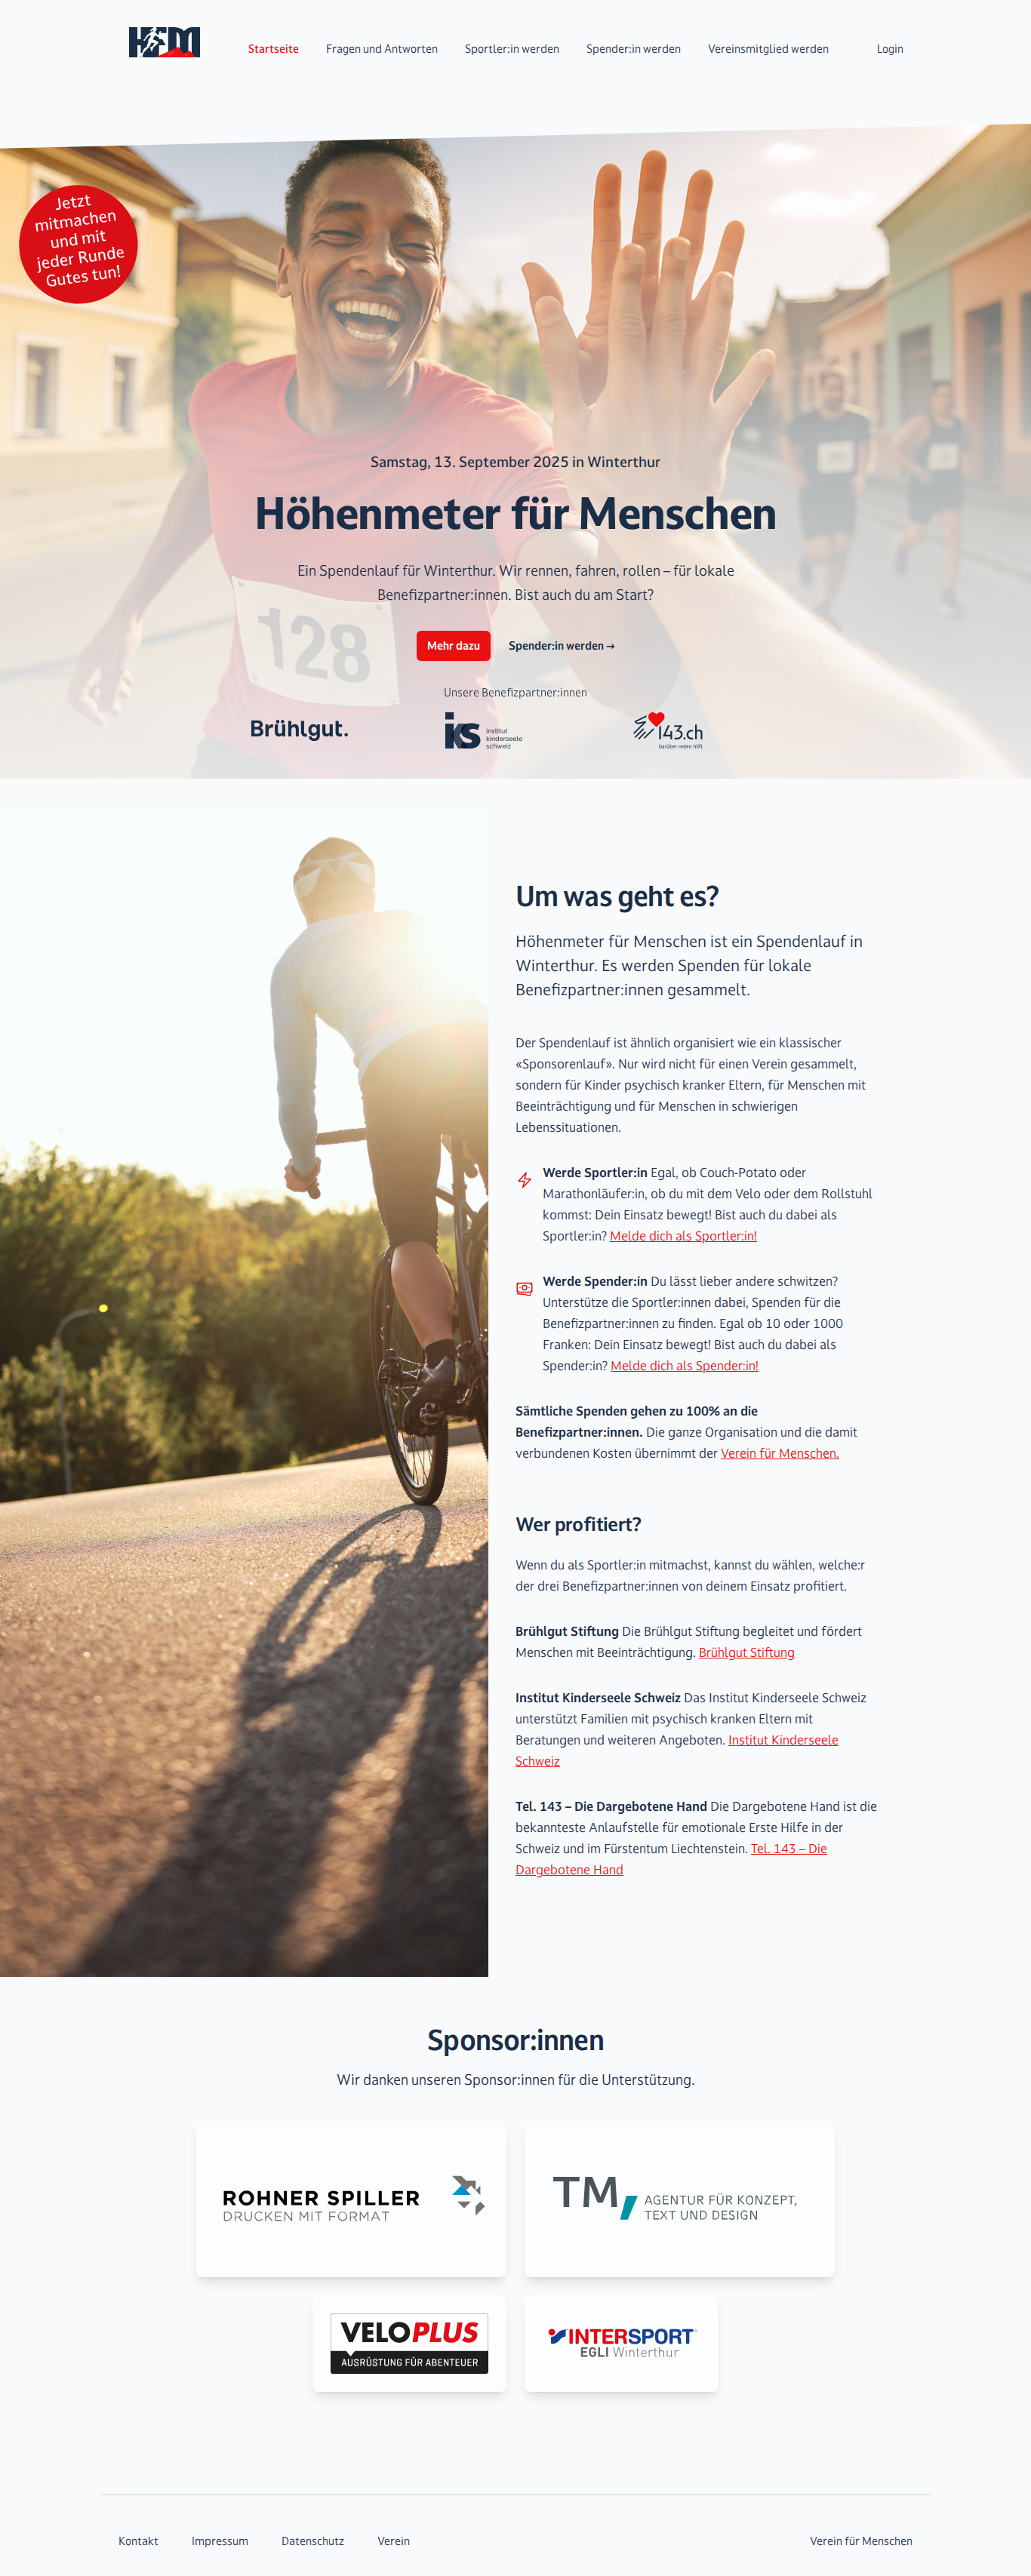 HFM
Startseite
Fragen und Antworten
Sportler:in werden
Spender:in werden
Vereinsmitglied werden
Login
Jetzt
mitmachen
und mit
jeder Runde
Gutes tun!
Samstag, 13. September 2025 in Winterthur
Höhenmeter für Menschen
Ein Spendenlauf für Winterthur. Wir rennen, fahren, rollen – für lokale
Benefizpartner:innen. Bist auch du am Start?
128
Mehr dazu
Spender:in werden →
Unsere Benefizpartner:innen
Brühlgut.
iks
institut
kinderseele
schweiz
143.ch
Darüber reden hilft
Um was geht es?
Höhenmeter für Menschen ist ein Spendenlauf in
Winterthur. Es werden Spenden für lokale
Benefizpartner:innen gesammelt.
Der Spendenlauf ist ähnlich organisiert wie ein klassischer
«Sponsorenlauf». Nur wird nicht für einen Verein gesammelt,
sondern für Kinder psychisch kranker Eltern, für Menschen mit
Beeinträchtigung und für Menschen in schwierigen
Lebenssituationen.
Werde Sportler:in Egal, ob Couch-Potato oder
Marathonläufer:in, ob du mit dem Velo oder dem Rollstuhl
kommst: Dein Einsatz bewegt! Bist auch du dabei als
Sportler:in? Melde dich als Sportler:in!
Werde Spender:in Du lässt lieber andere schwitzen?
Unterstütze die Sportler:innen dabei, Spenden für die
Benefizpartner:innen zu finden. Egal ob 10 oder 1000
Franken: Dein Einsatz bewegt! Bist auch du dabei als
Spender:in? Melde dich als Spender:in!
Sämtliche Spenden gehen zu 100% an die
Benefizpartner:innen. Die ganze Organisation und die damit
verbundenen Kosten übernimmt der Verein für Menschen.
Wer profitiert?
Wenn du als Sportler:in mitmachst, kannst du wählen, welche:r
der drei Benefizpartner:innen von deinem Einsatz profitiert.
Brühlgut Stiftung Die Brühlgut Stiftung begleitet und fördert
Menschen mit Beeinträchtigung. Brühlgut Stiftung
Institut Kinderseele Schweiz Das Institut Kinderseele Schweiz
unterstützt Familien mit psychisch kranken Eltern mit
Beratungen und weiteren Angeboten. Institut Kinderseele
Schweiz
Tel. 143 – Die Dargebotene Hand Die Dargebotene Hand ist die
bekannteste Anlaufstelle für emotionale Erste Hilfe in der
Schweiz und im Fürstentum Liechtenstein. Tel. 143 – Die
Dargebotene Hand
Sponsor:innen
Wir danken unseren Sponsor:innen für die Unterstützung.
ROHNER SPILLER
DRUCKEN MIT FORMAT
TM,
AGENTUR FÜR KONZEPT,
TEXT UND DESIGN
VELOPLUS
AUSRÜSTUNG FÜR ABENTEUER
INTERSPORT
EGLI Winterthur
Kontakt
Impressum
Datenschutz
Verein
Verein für Menschen